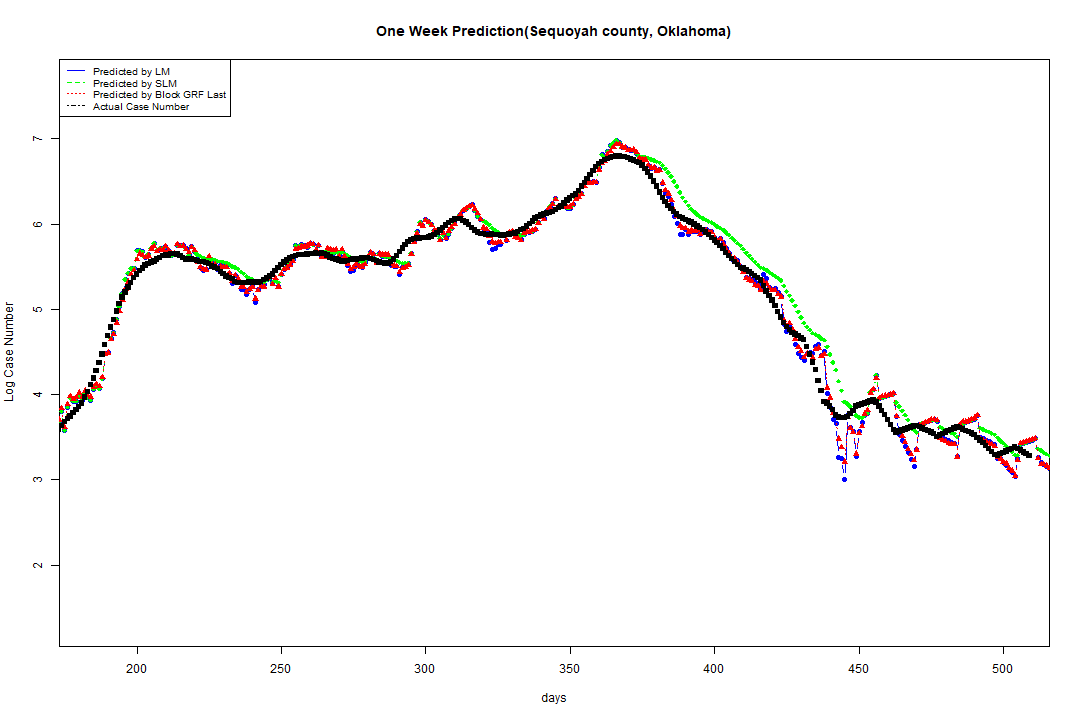 One Week Prediction(Sequoyah county, Oklahoma)
Predicted by LM
Predicted by SLM
Predicted by Block GRF Last
Actual Case Number
7
6
5
4
3
2
Log Case Number
200 250 300 350 400 450 500
days